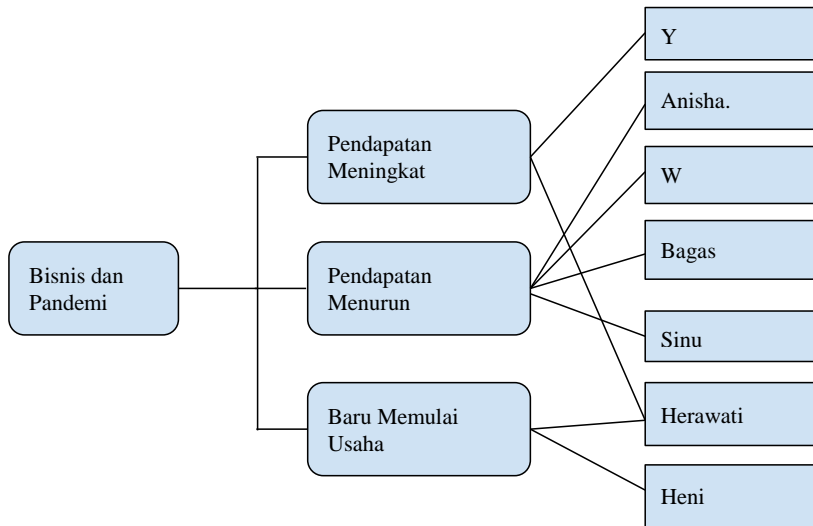 Bisnis dan
Pandemi
Pendapatan
Meningkat
Pendapatan
Menurun
Baru Memulai
Usaha
Y
Anisha.
W
Bagas
Sinu
Herawati
Heni